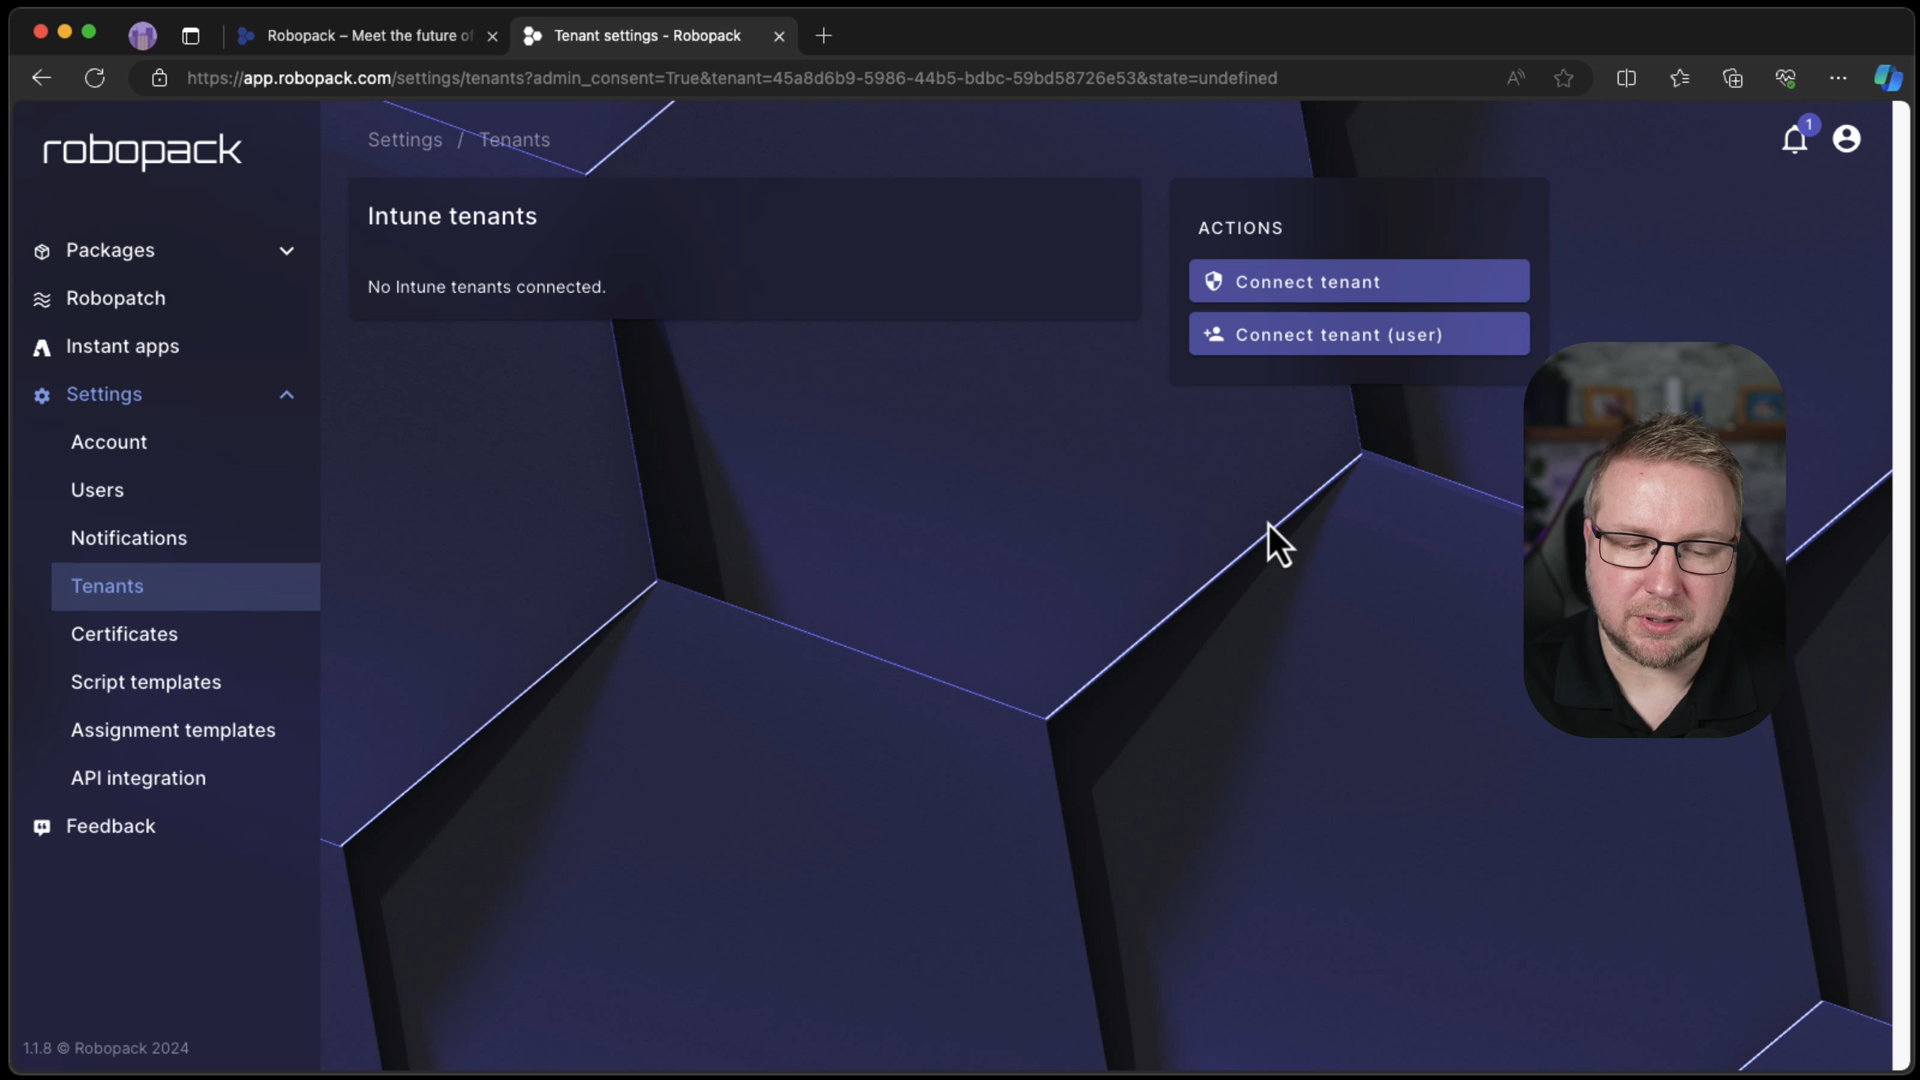 Robopack – Meet the future of
Tenant settings - Robopack
https://app.robopack.com/settings/tenants?admin_consent=True&tenant=45a8d6b9-5986-44b5-bdbc-59bd58726e53&state=undefined
robopack
Settings / Tenants
1
Intune tenants
No Intune tenants connected.
ACTIONS
Connect tenant
Connect tenant (user)
Packages
Robopatch
Instant apps
Settings
Account
Users
Notifications
Tenants
Certificates
Script templates
Assignment templates
API integration
Feedback
1.1.8 © Robopack 2024